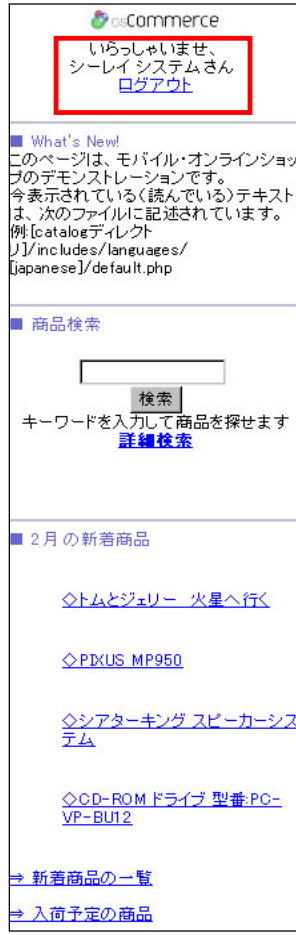 osCommerce
いらっしゃいませ、
シーレイ システムさん
ログアウト
■ What's New!
このページは、モバイル・オンラインショッ
プのデモンストレーションです。
今表示されている(読んでいる)テキスト
は、次のファイルに記述されています。
例:[catalogディレクト
リ]/includes/languages/
[japanese]/default.php
■ 商品検索
検索
キーワードを入力して商品を探せます
詳細検索
■ 2月の新着商品
◇トムとジェリー 火星へ行く
◇PIXUS MP950
◇シアターキング スピーカーシス
テム
◇CD-ROM ドライブ 型番:PC-
VP-BU12
⇒ 新着商品の一覧
⇒ 入荷予定の商品